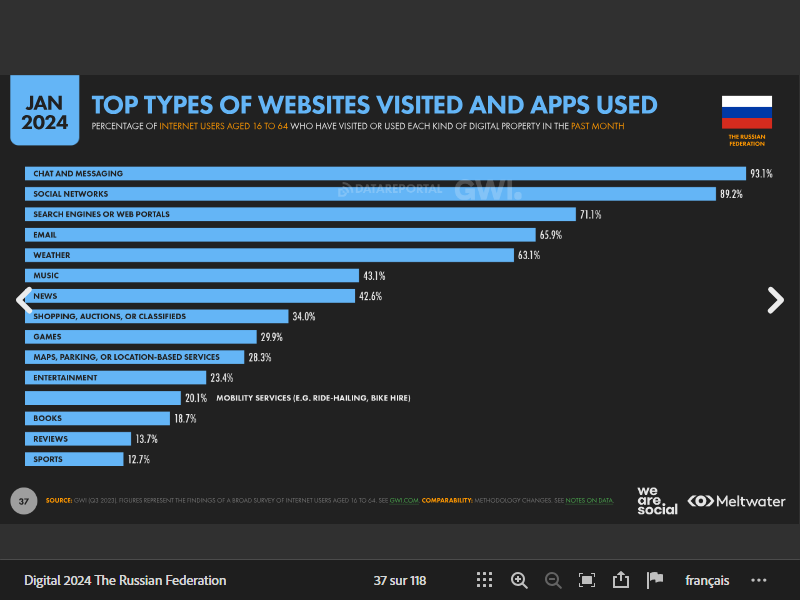 JAN
2024
TOP TYPES OF WEBSITES VISITED AND APPS USED
PERCENTAGE OF INTERNET USERS AGED 16 TO 64 WHO HAVE VISITED OR USED EACH KIND OF DIGITAL PROPERTY IN THE PAST MONTH
THE RUSSIAN
FEDERATION
CHAT AND MESSAGING 93.1%
SOCIAL NETWORKS 89.2%
DATAREPORTAL GWI.
SEARCH ENGINES OR WEB PORTALS 71.1%
EMAIL 65.9%
WEATHER 63.1%
MUSIC 43.1%
NEWS 42.6%
SHOPPING, AUCTIONS, OR CLASSIFIEDS 34.0%
GAMES 29.9%
MAPS, PARKING, OR LOCATION-BASED SERVICES 28.3%
ENTERTAINMENT 23.4%
20.1% MOBILITY SERVICES (E.G. RIDE-HAILING, BIKE HIRE)
BOOKS 18.7%
REVIEWS 13.7%
SPORTS 12.7%
37
SOURCE: GWI (Q3 2023). FIGURES REPRESENT THE FINDINGS OF A BROAD SURVEY OF INTERNET USERS AGED 16 TO 64. SEE GWI.COM. COMPARABILITY: METHODOLOGY CHANGES. SEE NOTES ON DATA.
we
are
social
Meltwater
Digital 2024 The Russian Federation
37 sur 118
français